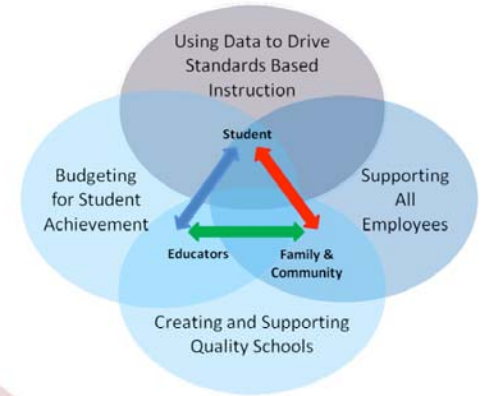 Using Data to Drive
Standards Based
Instruction
Student
Budgeting
for Student
Achievement
Supporting
All
Employees
Educators
Family &
Community
Creating and Supporting
Quality Schools